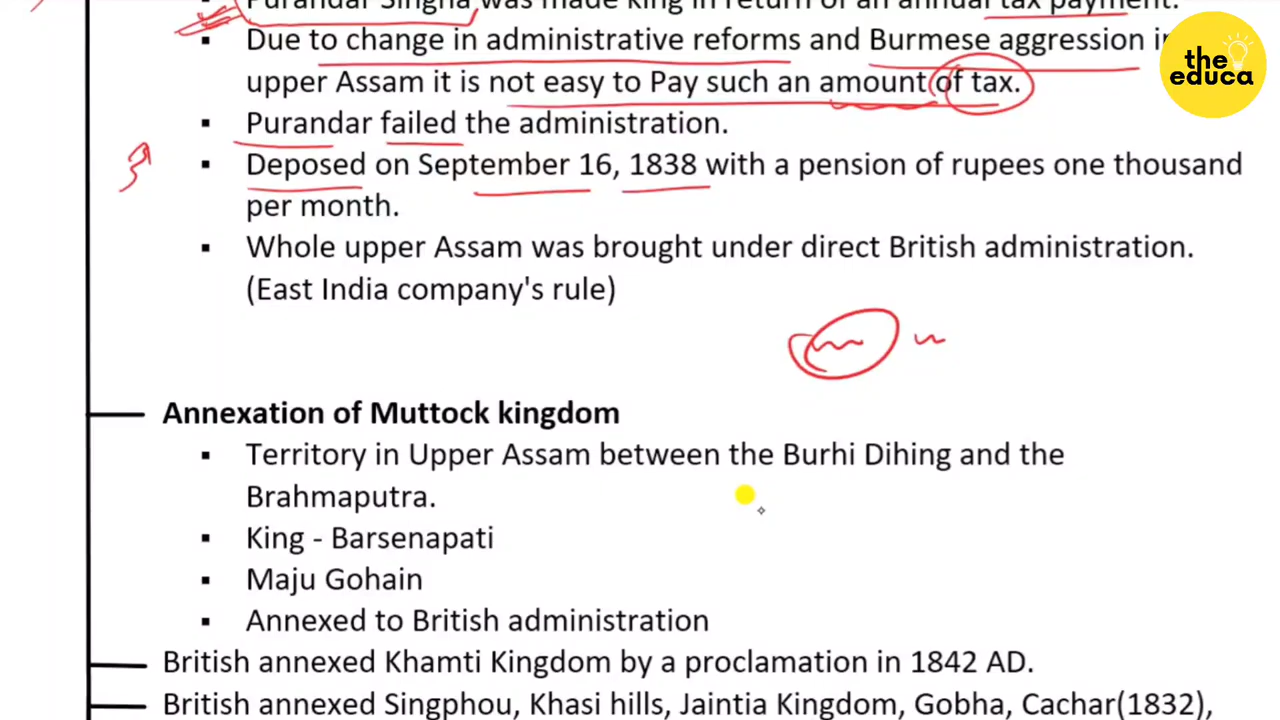 Purandar Singha was made king in return of an annual tax payment.
the
educa
▪ Due to change in administrative reforms and Burmese aggression in
upper Assam it is not easy to Pay such an amount of tax.
▪ Purandar failed the administration.
▪ Deposed on September 16, 1838 with a pension of rupees one thousand
per month.
▪ Whole upper Assam was brought under direct British administration.
(East India company's rule)
Annexation of Muttock kingdom
▪ Territory in Upper Assam between the Burhi Dihing and the
Brahmaputra.
▪ King - Barsenapati
▪ Maju Gohain
▪ Annexed to British administration
British annexed Khamti Kingdom by a proclamation in 1842 AD.
British annexed Singphou, Khasi hills, Jaintia Kingdom, Gobha, Cachar(1832),